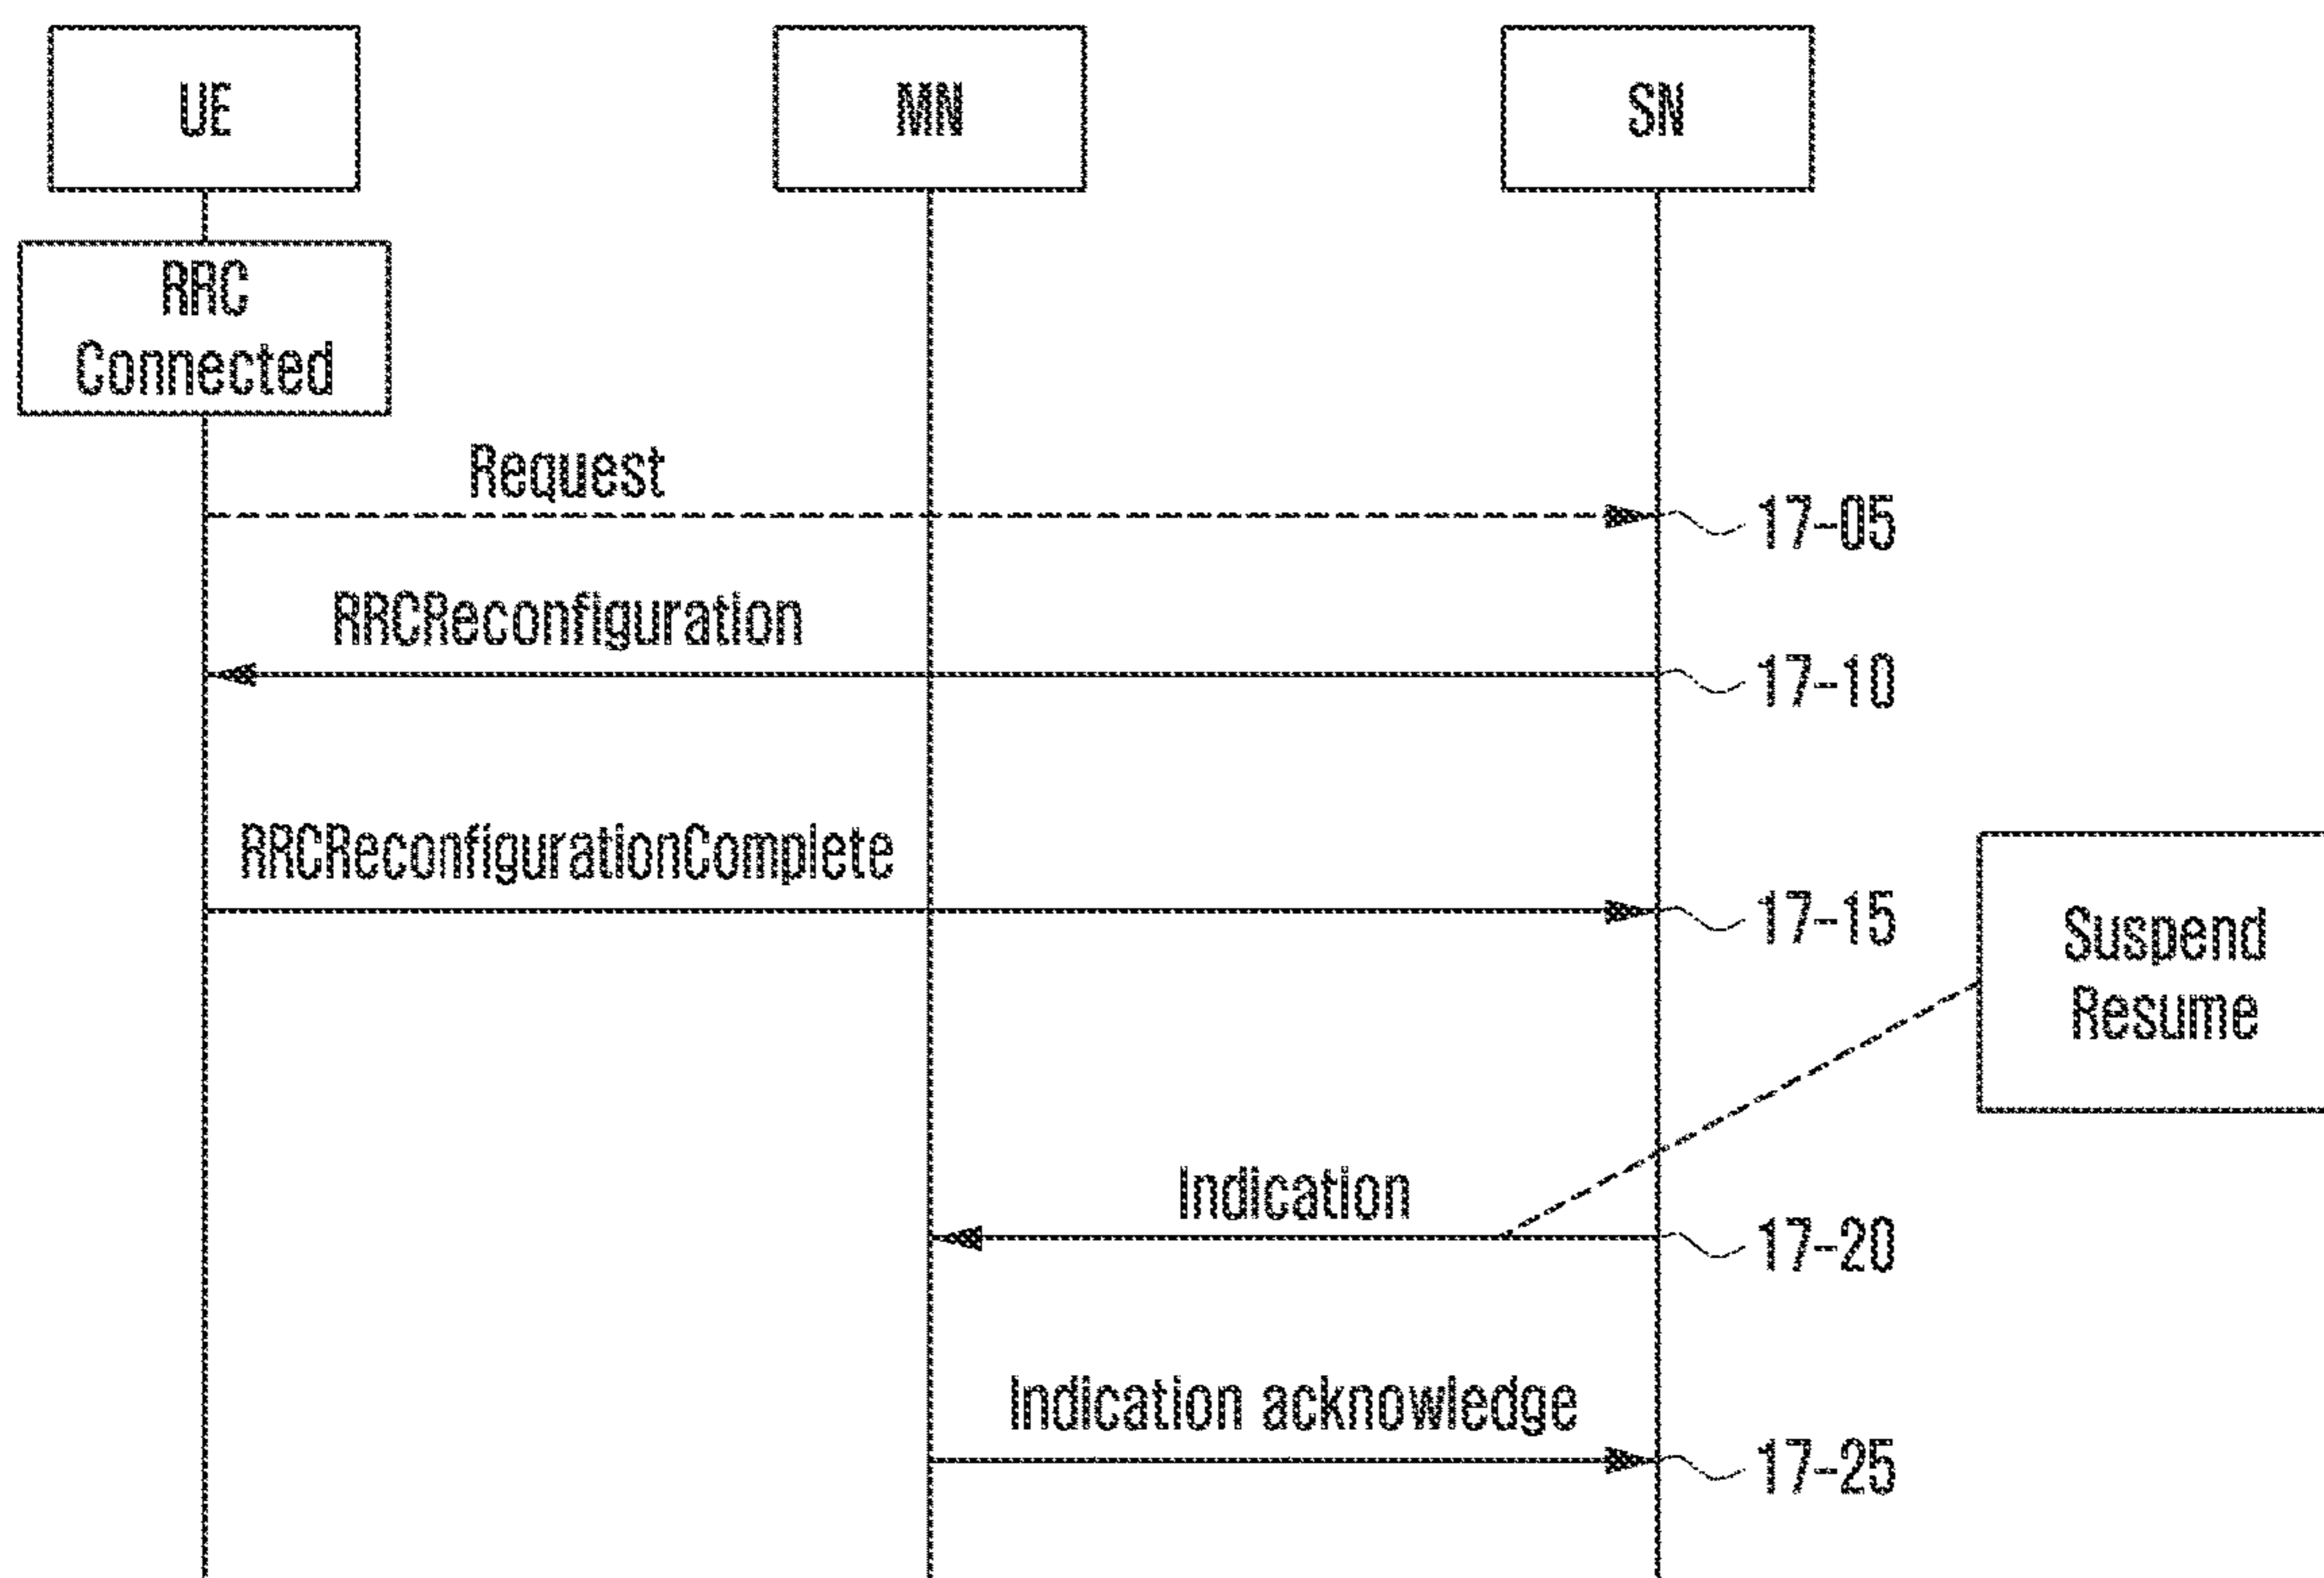 UE
MN
SN
RRC
Connected
Request
17-05
RRCReconfiguration
17-10
RRCReconfigurationComplete
17-15
Suspend
Resume
Indication
17-20
Indication acknowledge
17-25